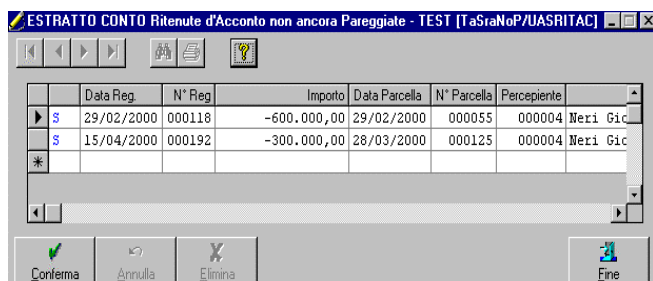 ESTRATTO CONTO Ritenute d'Acconto non ancora Pareggiate - TEST [TaSraNoP/UASRITAC]
Data Reg. N° Reg Importo Data Parcella N° Parcella Percepiente
S 29/02/2000 000118 -600.000,00 29/02/2000 000055 000004 Neri Gio
S 15/04/2000 000192 -300.000,00 28/03/2000 000125 000004 Neri Gio
Conferma Annulla Elimina Fine